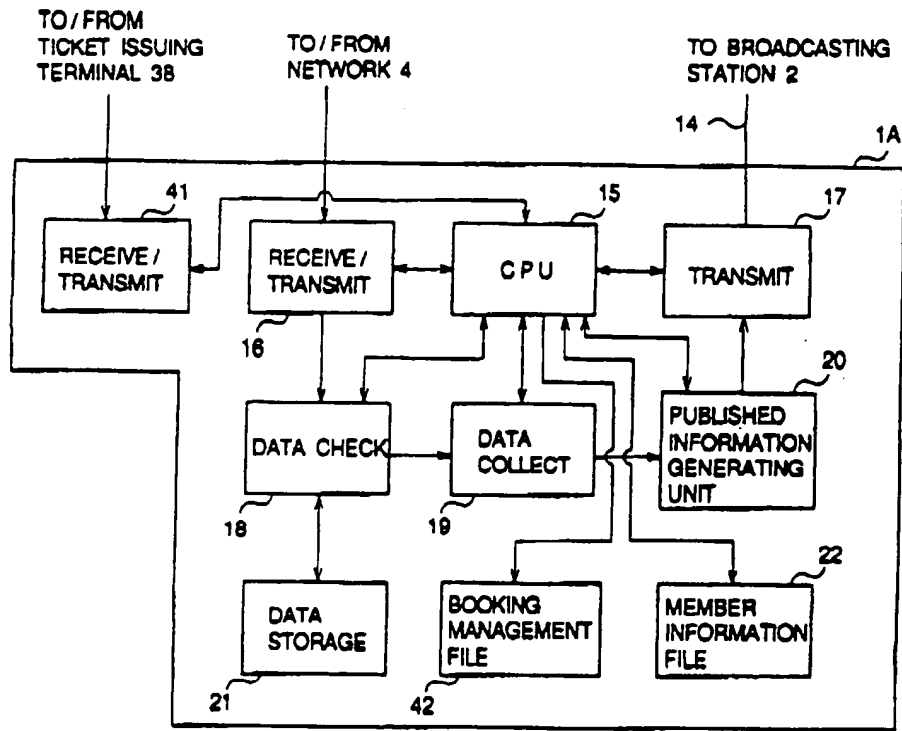 TO/FROM
TICKET ISSUING
TERMINAL 38
TO/FROM
NETWORK 4
TO BROADCASTING
STATION 2
14
1A
41
RECEIVE/
TRANSMIT
RECEIVE/
TRANSMIT
16
15
CPU
17
TRANSMIT
DATA CHECK
18
DATA
COLLECT
19
20
PUBLISHED
INFORMATION
GENERATING
UNIT
DATA
STORAGE
21
BOOKING
MANAGEMENT
FILE
42
22
MEMBER
INFORMATION
FILE